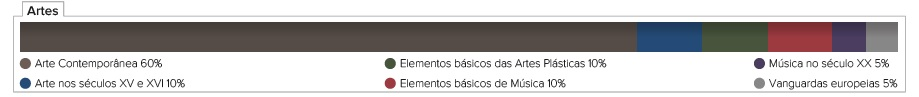 Artes
Arte Contemporânea 60%
Elementos básicos das Artes Plásticas 10%
Música no século XX 5%
Arte nos séculos XV e XVI 10%
Elementos básicos de Música 10%
Vanguardas europeias 5%